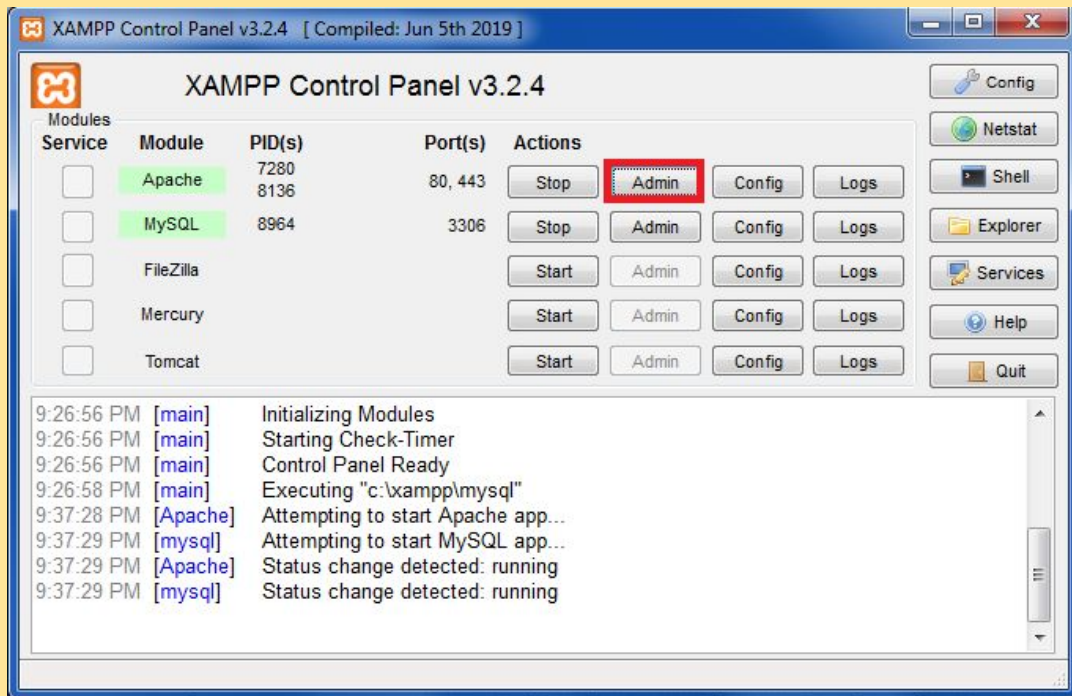 XAMPP Control Panel v3.2.4 [ Compiled: Jun 5th 2019 ]
XAMPP Control Panel v3.2.4
Config
Modules
Service Module PID(s) Port(s) Actions
Netstat
Apache 7280 8136 80, 443 Stop Admin Config Logs
Shell
MySQL 8964 3306 Stop Admin Config Logs
Explorer
FileZilla Start Admin Config Logs
Services
Mercury Start Admin Config Logs
Help
Tomcat Start Admin Config Logs
Quit
9:26:56 PM [main] Initializing Modules
9:26:56 PM [main] Starting Check-Timer
9:26:56 PM [main] Control Panel Ready
9:26:58 PM [main] Executing "c:\xampp\mysql"
9:37:28 PM [Apache] Attempting to start Apache app...
9:37:29 PM [mysql] Attempting to start MySQL app...
9:37:29 PM [Apache] Status change detected: running
9:37:29 PM [mysql] Status change detected: running